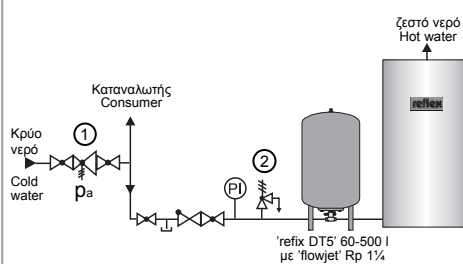 ζεστό νερό
Hot water
Καταναλωτής
Consumer
reflex
Κρύο
νερό
1
Cold
water
pa
2
PI
'refix DT5' 60-500 l
με 'flowjet' Rp 1¼